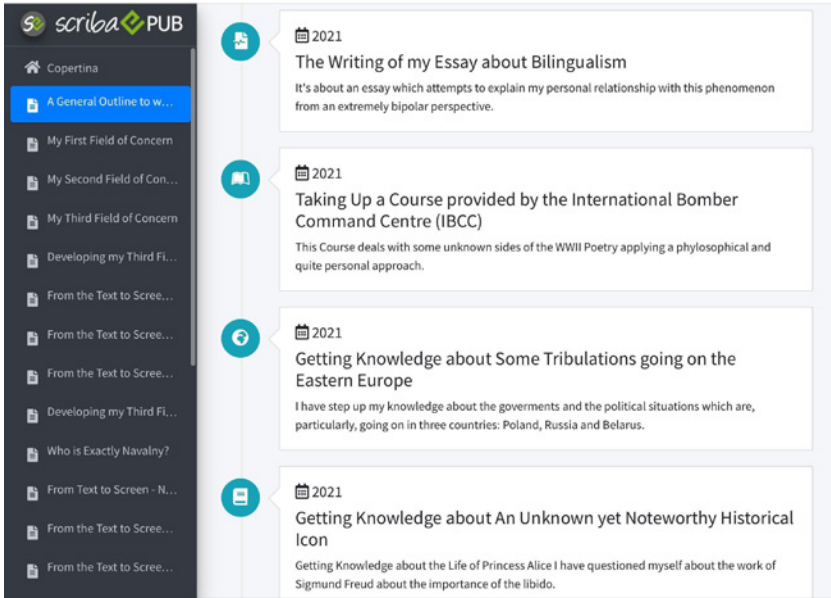 Se scriba ePUB
Copertina
A General Outline to w...
My First Field of Concern
My Second Field of Con...
My Third Field of Concern
Developing my Third Fi...
From the Text to Scree...
From the Text to Scree...
From the Text to Scree...
Developing my Third Fi...
Who is Exactly Navalny?
From Text to Screen - N...
From the Text to Scree...
From the Text to Scree...
2021
The Writing of my Essay about Bilingualism
It's about an essay which attempts to explain my personal relationship with this phenomenon
from an extremely bipolar perspective.
2021
Taking Up a Course provided by the International Bomber
Command Centre (IBCC)
This Course deals with some unknown sides of the WWII Poetry applying a phylosophical and
quite personal approach.
2021
Getting Knowledge about Some Tribulations going on the
Eastern Europe
I have step up my knowledge about the goverments and the political situations which are,
particularly, going on in three countries: Poland, Russia and Belarus.
2021
Getting Knowledge about An Unknown yet Noteworthy Historical
Icon
Getting Knowledge about the Life of Princess Alice I have questioned myself about the work of
Sigmund Freud about the importance of the libido.